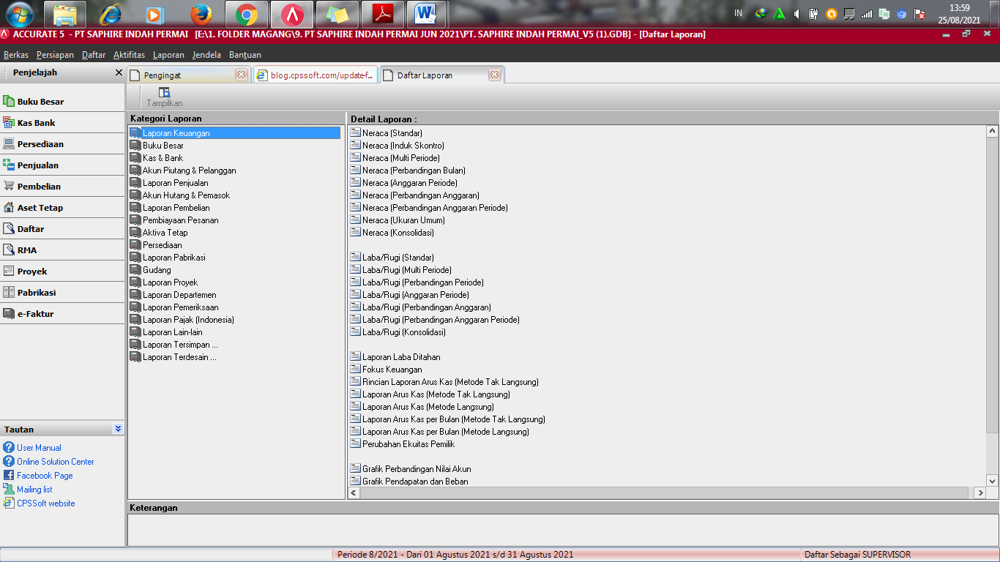 IN
13:59
25/08/2021
ACCURATE 5 - PT SAPHIRE INDAH PERMAI [E:\1. FOLDER MAGANG\9. PT SAPHIRE INDAH PERMAI JUN 2021\PT. SAPHIRE INDAH PERMAI_V5 (1).GDB] - [Daftar Laporan]
Berkas Persiapan Daftar Aktifitas Laporan Jendela Bantuan
Penjelajah
Pengingat
blog.cpssoft.com/update-f...
Daftar Laporan
Tampilkan
Buku Besar
Kas Bank
Persediaan
Penjualan
Pembelian
Aset Tetap
Daftar
RMA
Proyek
Pabrikasi
e-Faktur
Tautan
User Manual
Online Solution Center
Facebook Page
Mailing list
CPSSoft website
Kategori Laporan
Laporan Keuangan
Buku Besar
Kas & Bank
Akun Piutang & Pelanggan
Laporan Penjualan
Akun Hutang & Pemasok
Laporan Pembelian
Pembiayaan Pesanan
Aktiva Tetap
Persediaan
Laporan Pabrikasi
Gudang
Laporan Proyek
Laporan Departemen
Laporan Pemeriksaan
Laporan Pajak (Indonesia)
Laporan Lain-lain
Laporan Tersimpan ...
Laporan Terdesain ...
Detail Laporan :
Neraca (Standar)
Neraca (Induk Skontro)
Neraca (Multi Periode)
Neraca (Perbandingan Bulan)
Neraca (Anggaran Periode)
Neraca (Perbandingan Anggaran)
Neraca (Perbandingan Anggaran Periode)
Neraca (Ukuran Umum)
Neraca (Konsolidasi)
Laba/Rugi (Standar)
Laba/Rugi (Multi Periode)
Laba/Rugi (Perbandingan Periode)
Laba/Rugi (Anggaran Periode)
Laba/Rugi (Perbandingan Anggaran)
Laba/Rugi (Perbandingan Anggaran Periode)
Laba/Rugi (Konsolidasi)
Laporan Laba Ditahan
Fokus Keuangan
Rincian Laporan Arus Kas (Metode Tak Langsung)
Laporan Arus Kas (Metode Tak Langsung)
Laporan Arus Kas (Metode Langsung)
Laporan Arus Kas per Bulan (Metode Tak Langsung)
Laporan Arus Kas per Bulan (Metode Langsung)
Perubahan Ekuitas Pemilik
Grafik Perbandingan Nilai Akun
Grafik Pendapatan dan Beban
Keterangan
Periode 8/2021 - Dari 01 Agustus 2021 s/d 31 Agustus 2021
Daftar Sebagai SUPERVISOR